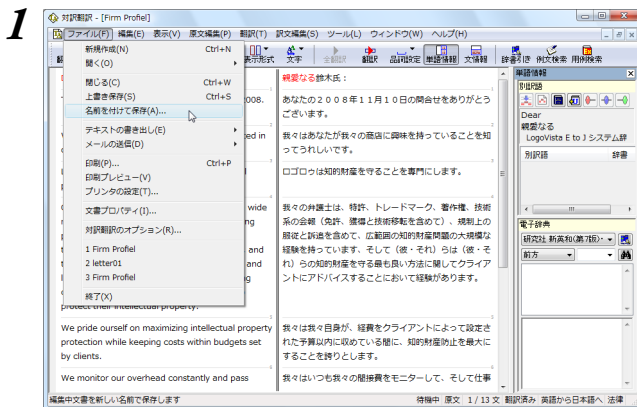 1
対訳翻訳 - [Firm Profiel]
ファイル(F) 編集(E) 表示(V) 原文編集(P) 翻訳(T) 訳文編集(S) ツール(L) ウィンドウ(W) ヘルプ(H)
表示形式 文字 全翻訳 翻訳 品詞設定 単語情報 文情報 辞書引き 例文検索 用例検索
新規作成(N) Ctrl+N
開く(O)
閉じる(C) Ctrl+W
上書き保存(S) Ctrl+S
名前を付けて保存(A)...
テキストの書き出し(E)
メールの送信(D)
印刷(P)... Ctrl+P
印刷プレビュー(V)
プリンタの設定(T)...
文書プロパティ(I)...
対訳翻訳のオプション(R)...
1 Firm Profiel
2 letter01
3 Firm Profiel
終了(X)
2008.
ed in
wide
ng
and
and
g
protect their intellectual property.
We pride ourself on maximizing intellectual property
protection while keeping costs within budgets set
by clients.
We monitor our overhead constantly and pass
親愛なる鈴木氏：
あなたの２００８年１１月１０日の問合せをありがとう
ございます。
我々はあなたが我々の商店に興味を持っていることを知
ってうれしいです。
ロゴロゥは知的財産を守ることを専門にします。
我々の弁護士は、特許、トレードマーク、著作権、技術
系の会報（免許、獲得と技術移転を含めて）、規制上の
服従と訴追を含めて、広範囲の知的財産問題の大規模な
経験を持っています、そして（彼・それ）らは（彼・そ
れ）らの知的財産を守る最も良い方法に関してクライア
ントにアドバイスすることにおいて経験があります。
我々は我々自身が、経費をクライアントによって設定さ
れた予算以内に収めている間に、知的財産防止を最大に
することを誇りとします。
我々はいつも我々の間接費をモニターして、そして仕事
単語情報
別訳語
Dear
親愛なる
LogoVista E to J システム辞
別訳語 辞書
電子辞典
研究社 新英和(第7版)
前方
編集中文書を新しい名前で保存します
待機中 原文 1 / 13 文 翻訳済み 英語から日本語へ 法律